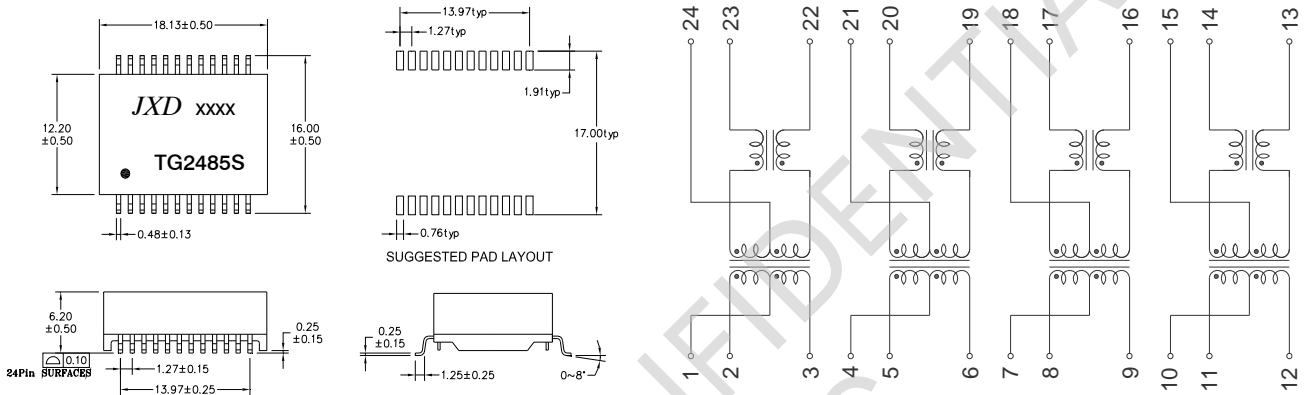 18.13±0.50
JXD xxxx
TG2485S
12.20
±0.50
16.00
±0.50
0.48±0.13
13.97typ
1.27typ
1.91typ
17.00typ
0.76typ
SUGGESTED PAD LAYOUT
6.20
±0.50
0.25
±0.15
0.10
24Pin SURFACES
1.27±0.15
13.97±0.25
0.25
±0.15
1.25±0.25
0~8°
24 23 22 21 20 19 18 17 16 15 14 13
1 2 3 4 5 6 7 8 9 10 11 12